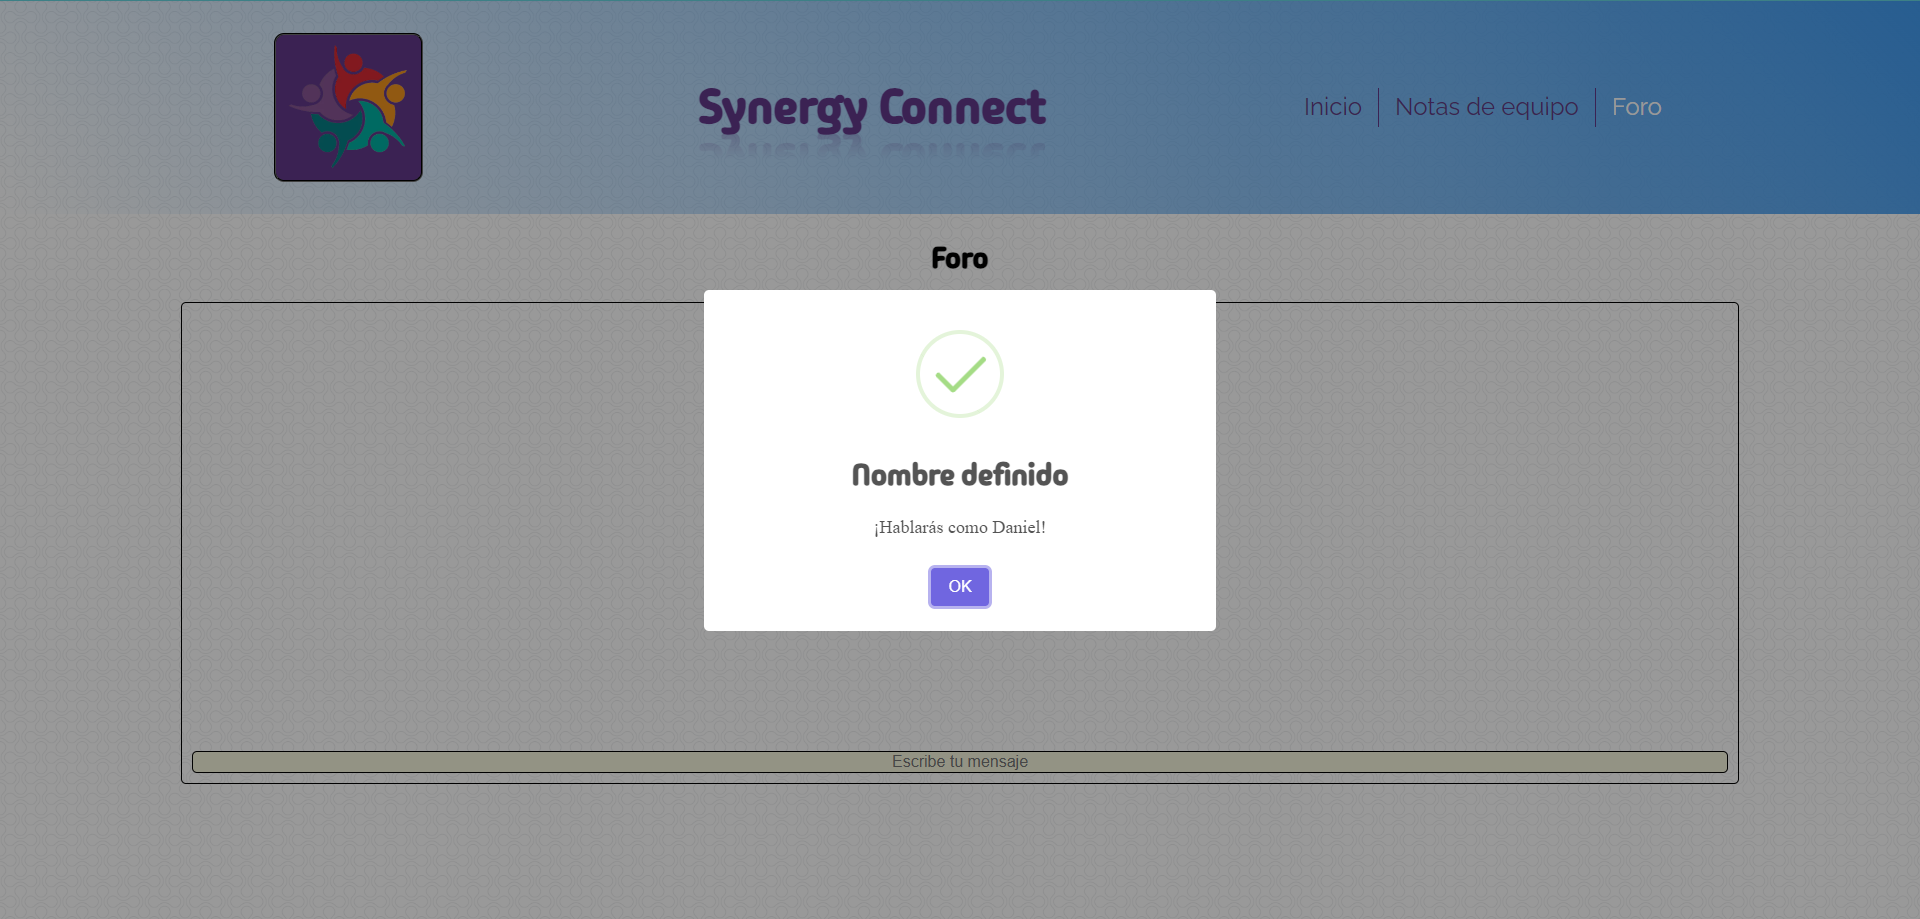 Synergy Connect
Inicio
Notas de equipo
Foro
Foro
Nombre definido
¡Hablarás como Daniel!
OK
Escribe tu mensaje